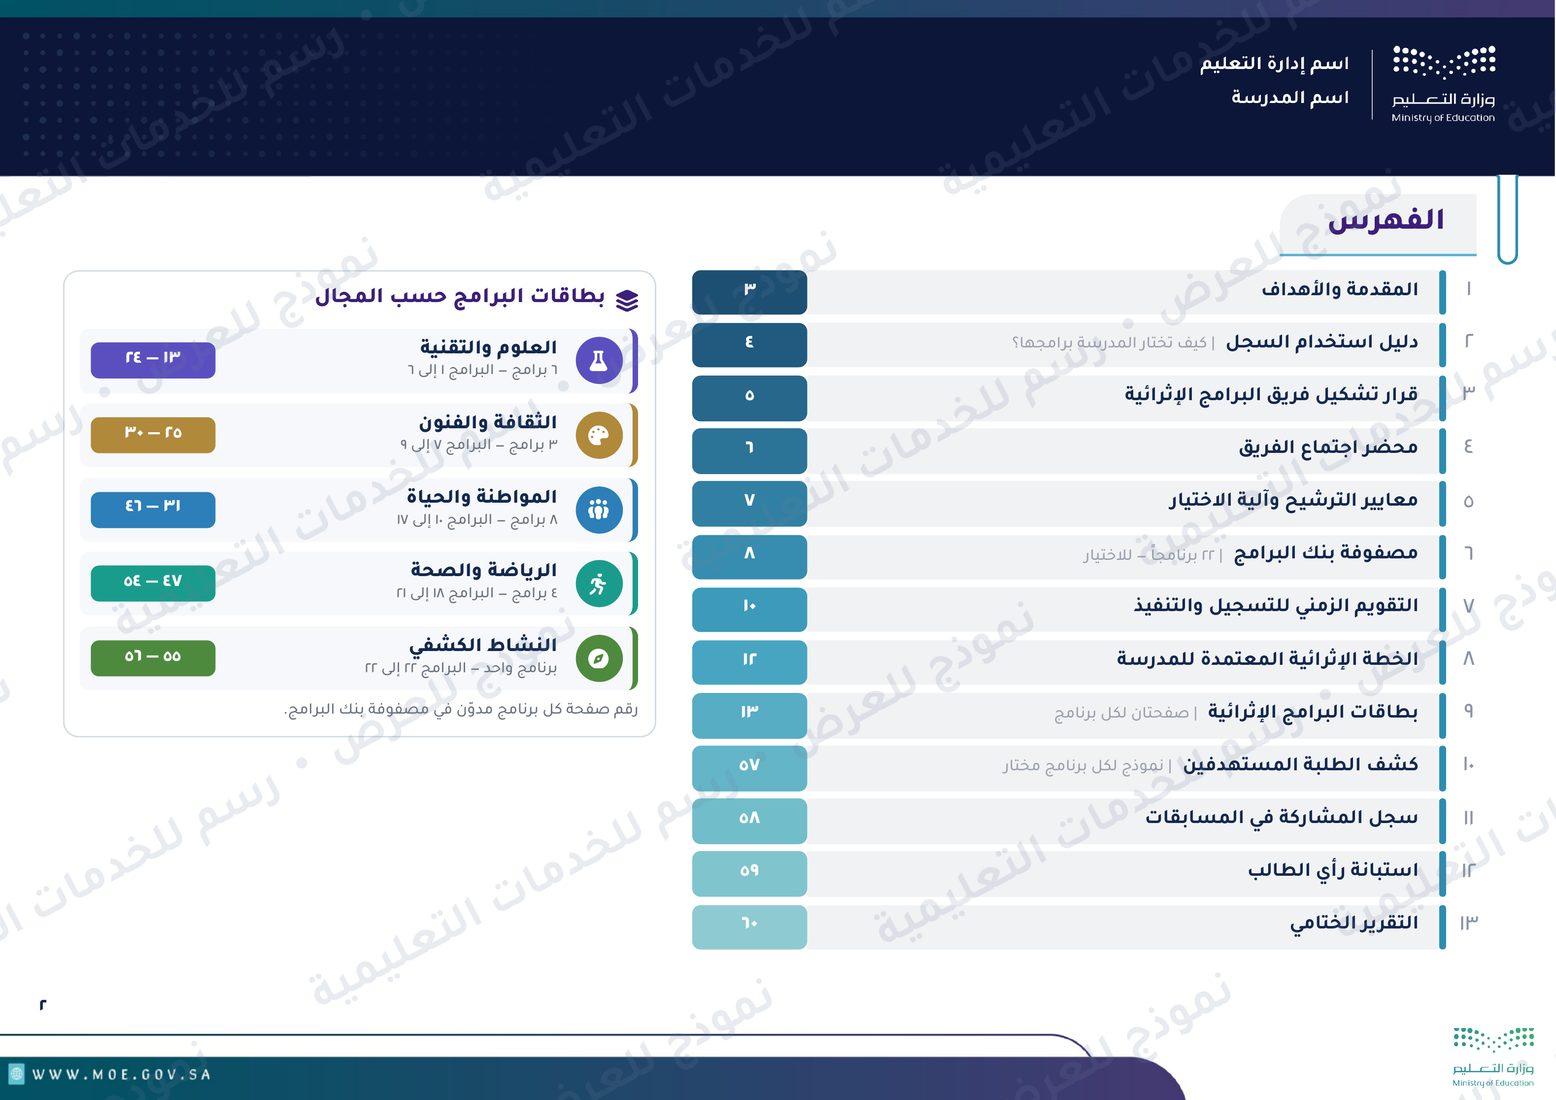 وزارة التعليم
Ministry of Education
اسم إدارة التعليم
اسم المدرسة
الفهرس
١ المقدمة والأهداف ٣
٢ دليل استخدام السجل | كيف تختار المدرسة برامجها؟ ٤
٣ قرار تشكيل فريق البرامج الإثرائية ٥
٤ محضر اجتماع الفريق ٦
٥ معايير الترشيح وآلية الاختيار ٧
٦ مصفوفة بنك البرامج | ٢٢ برنامجاً – للاختيار ٨
٧ التقويم الزمني للتسجيل والتنفيذ ١٠
٨ الخطة الإثرائية المعتمدة للمدرسة ١٢
٩ بطاقات البرامج الإثرائية | صفحتان لكل برنامج ١٣
١٠ كشف الطلبة المستهدفين | نموذج لكل برنامج مختار ٥٧
١١ سجل المشاركة في المسابقات ٥٨
١٢ استبانة رأي الطالب ٥٩
١٣ التقرير الختامي ٦٠
بطاقات البرامج حسب المجال
العلوم والتقنية ١٣ – ٢٤
٦ برامج – البرامج ١ إلى ٦
الثقافة والفنون ٢٥ – ٣٠
٣ برامج – البرامج ٧ إلى ٩
المواطنة والحياة ٣١ – ٤٦
٨ برامج – البرامج ١٠ إلى ١٧
الرياضة والصحة ٤٧ – ٥٤
٤ برامج – البرامج ١٨ إلى ٢١
النشاط الكشفي ٥٥ – ٥٦
برنامج واحد – البرامج ٢٢ إلى ٢٢
رقم صفحة كل برنامج مدوّن في مصفوفة بنك البرامج.
٢
WWW.MOE.GOV.SA
وزارة التعليم
Ministry of Education
نموذج للعرض • رسم للخدمات التعليمية